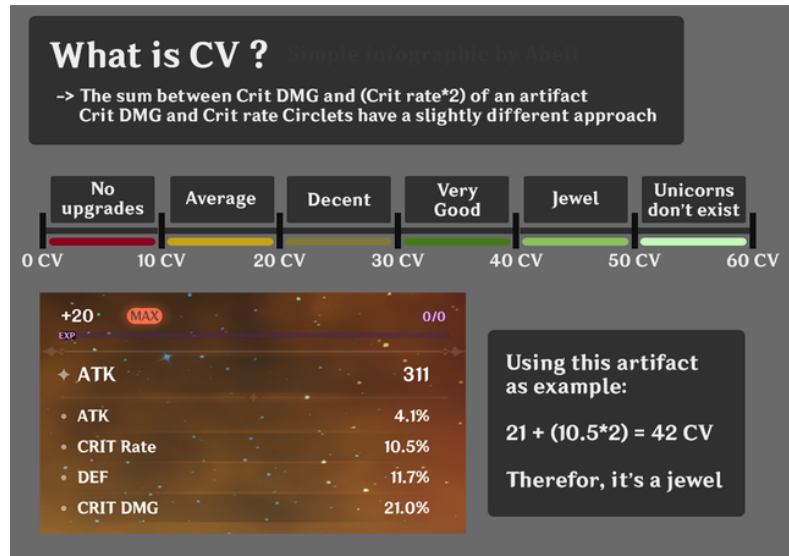 What is CV ?
Simple infographic by Abell
-> The sum between Crit DMG and (Crit rate*2) of an artifact
Crit DMG and Crit rate Circlets have a slightly different approach
No
upgrades
Average
Decent
Very
Good
Jewel
Unicorns
don't exist
0 CV
10 CV
20 CV
30 CV
40 CV
50 CV
60 CV
+20
MAX
0/0
EXP
ATK 311
ATK 4.1%
CRIT Rate 10.5%
DEF 11.7%
CRIT DMG 21.0%
Using this artifact
as example:
21 + (10.5*2) = 42 CV
Therefor, it's a jewel